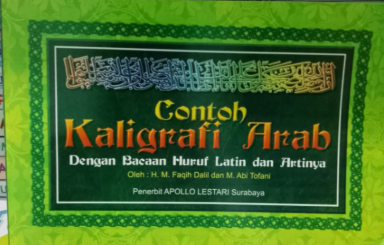 Contoh
Kaligrafi Arab
Dengan Bacaan Huruf Latin dan Artinya
Oleh : H. M. Faqih Dalil dan M. Abi Tofani
Penerbit APOLLO LESTARI Surabaya